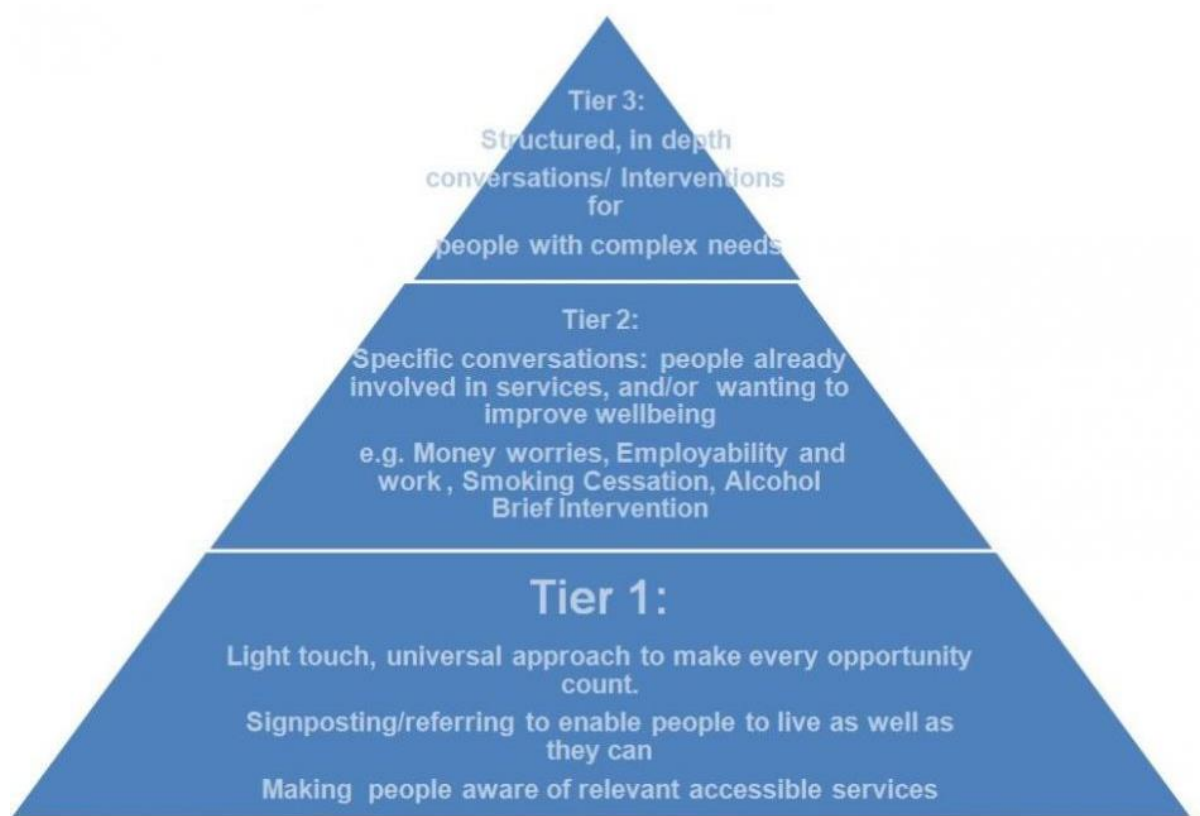 Tier 3:
Structured, in depth
conversations/ Interventions
for
people with complex needs
Tier 2:
Specific conversations: people already
involved in services, and/or wanting to
improve wellbeing
e.g. Money worries, Employability and
work , Smoking Cessation, Alcohol
Brief Intervention
Tier 1:
Light touch, universal approach to make every opportunity
count.
Signposting/referring to enable people to live as well as
they can
Making people aware of relevant accessible services